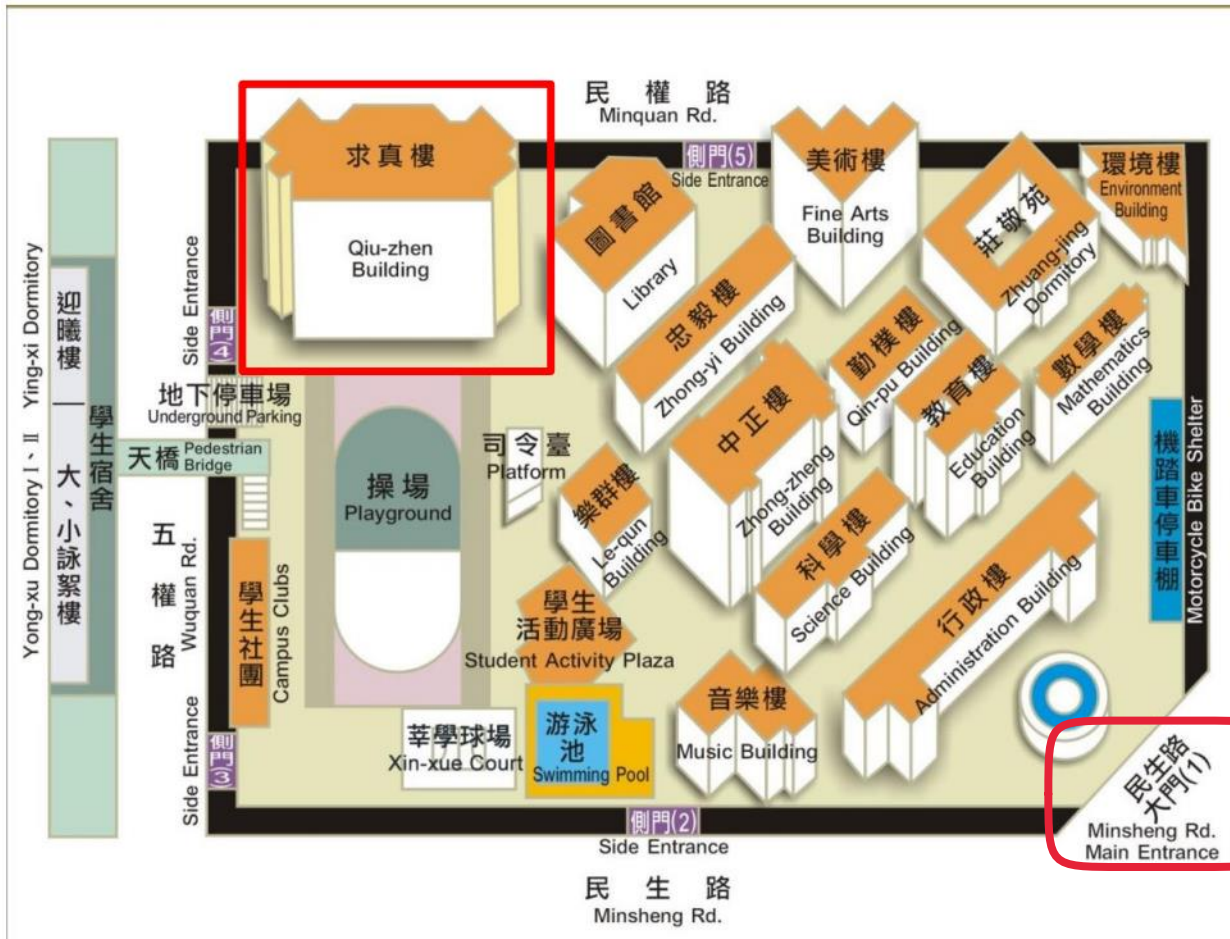 民權路
Minquan Rd.
求真樓
Qiu-zhen
Building
側門(5)
Side Entrance
圖書館
Library
美術樓
Fine Arts
Building
莊敬苑
Zhuang-jing
Dormitory
環境樓
Environment
Building
忠毅樓
Zhong-yi Building
勤樸樓
Qin-pu Building
教育樓
Education
Building
數學樓
Mathematics
Building
中正樓
Zhong-zheng
Building
科學樓
Science Building
行政樓
Administration Building
機踏車停車棚
Motorcycle Bike Shelter
Side Entrance
側門(4)
地下停車場
Underground Parking
天橋
Pedestrian
Bridge
迎曦樓
大、小詠絮樓
學生宿舍
Yong-xu Dormitory I、II Ying-xi Dormitory
五權路
Wuquan Rd.
學生社團
Campus Clubs
操場
Playground
司令臺
Platform
樂群樓
Le-qun
Building
學生
活動廣場
Student Activity Plaza
莘學球場
Xin-xue Court
游泳
池
Swimming Pool
音樂樓
Music Building
Side Entrance
側門(3)
側門(2)
Side Entrance
民生路
Minsheng Rd.
民生路
大門(1)
Minsheng Rd.
Main Entrance